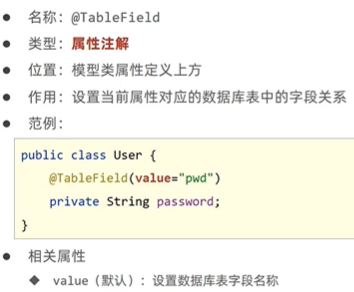 ● 名称：@TableField
● 类型：属性注解
● 位置：模型类属性定义上方
● 作用：设置当前属性对应的数据库表中的字段关系
● 范例：
public class User {
    @TableField(value="pwd")
    private String password;
}
● 相关属性
◆ value（默认）：设置数据库表字段名称